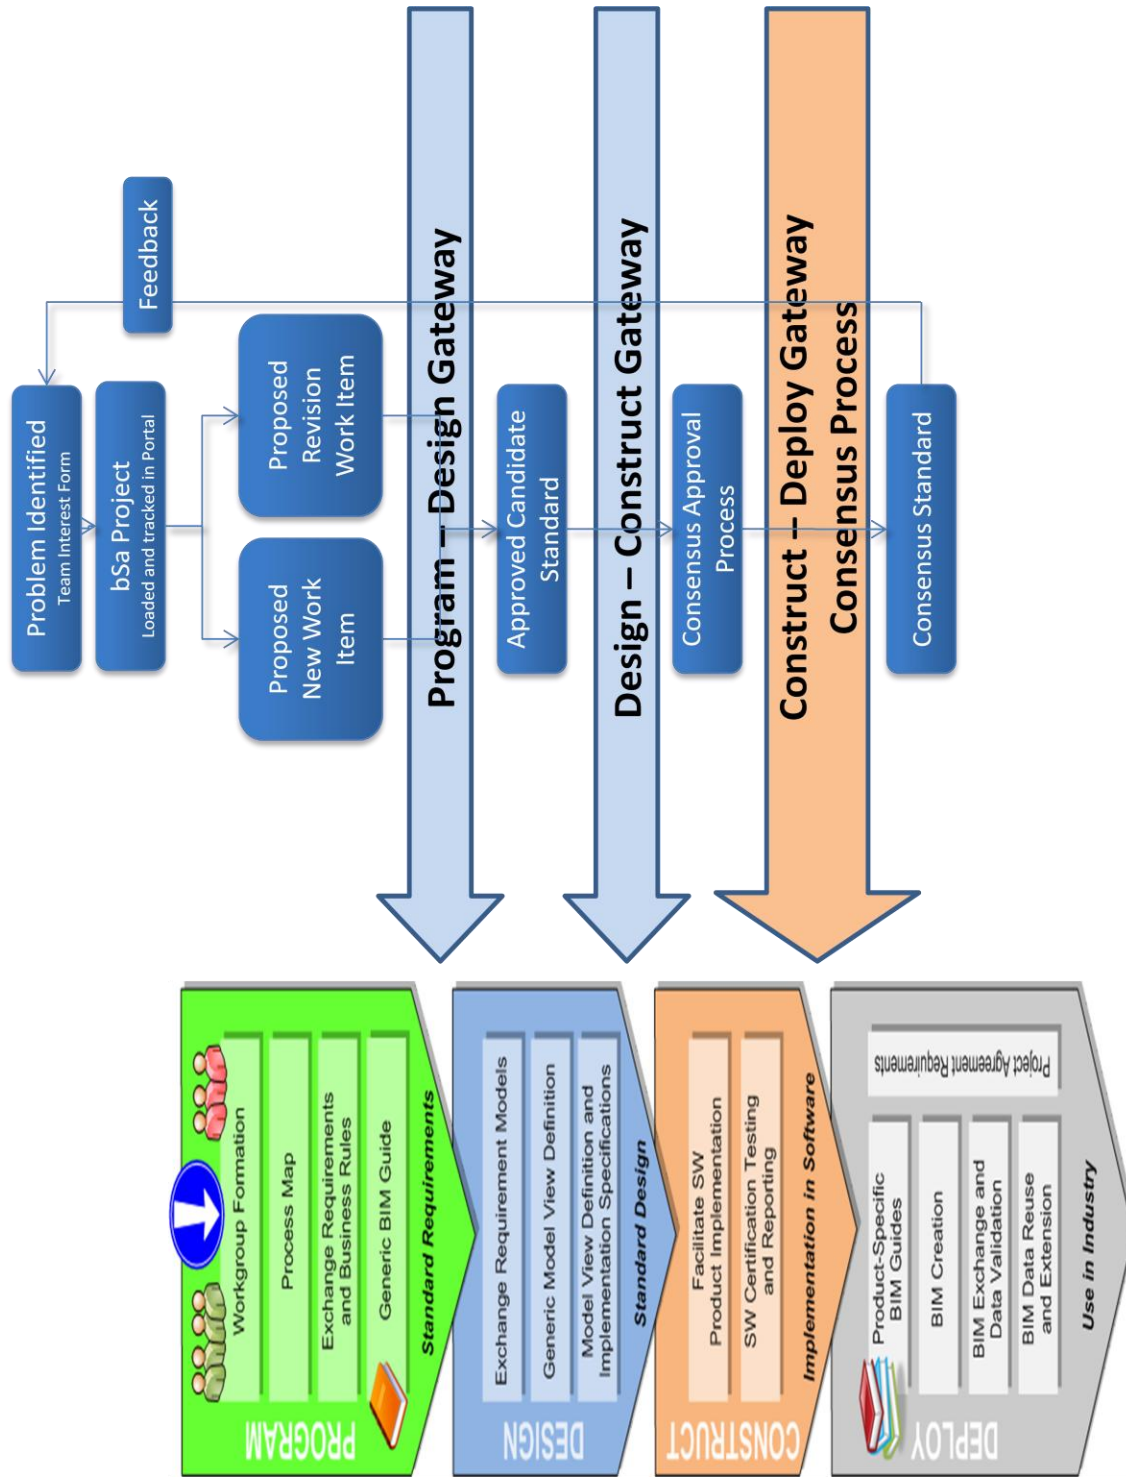 PROGRAM
Workgroup Formation
Process Map
Exchange Requirements
and Business Rules
Generic BIM Guide
Standard Requirements
DESIGN
Exchange Requirement Models
Generic Model View Definition
Model View Definition and
Implementation Specifications
Standard Design
CONSTRUCT
Facilitate SW
Product Implementation
SW Certification Testing
and Reporting
Implementation in Software
DEPLOY
Product-Specific
BIM Guides
BIM Creation
BIM Exchange and
Data Validation
BIM Data Reuse
and Extension
Project Agreement Requirements
Use in Industry
Problem Identified
Team Interest Form
bSa Project
Loaded and tracked in Portal
Feedback
Proposed
New Work
Item
Proposed
Revision
Work Item
Program – Design Gateway
Approved Candidate
Standard
Design – Construct Gateway
Consensus Approval
Process
Construct – Deploy Gateway
Consensus Process
Consensus Standard